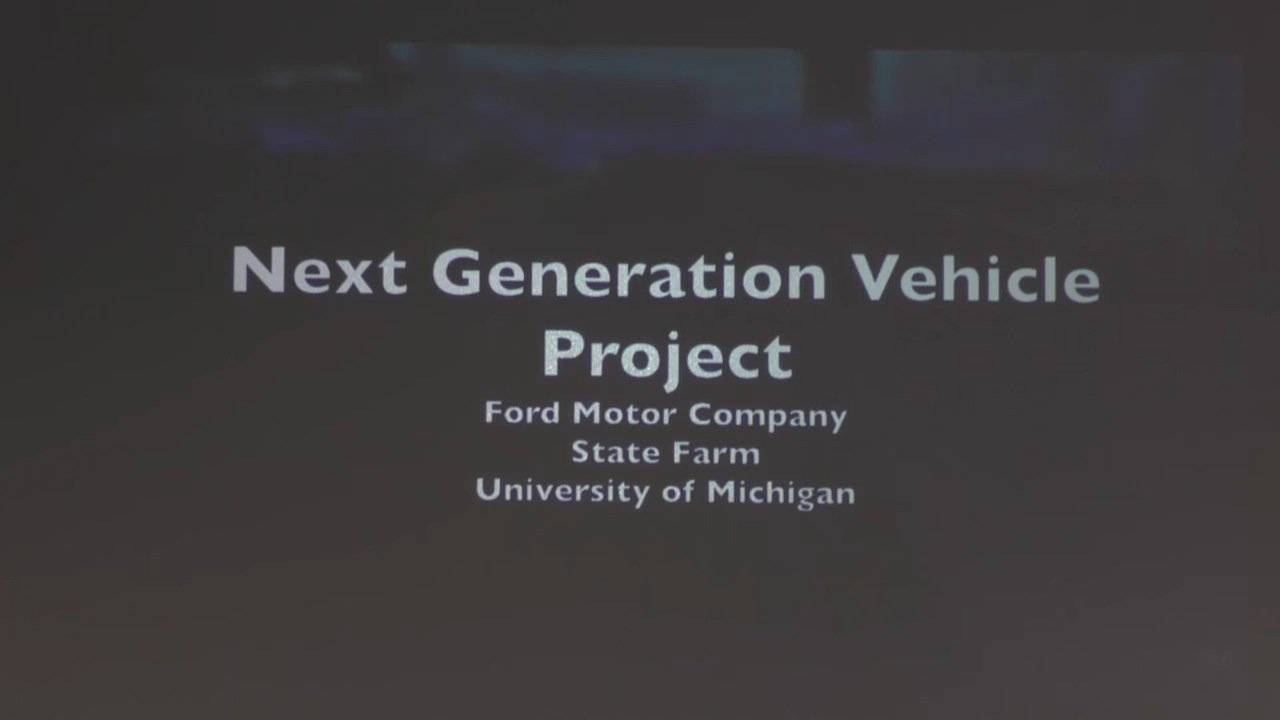 Next Generation Vehicle
Project
Ford Motor Company
State Farm
University of Michigan